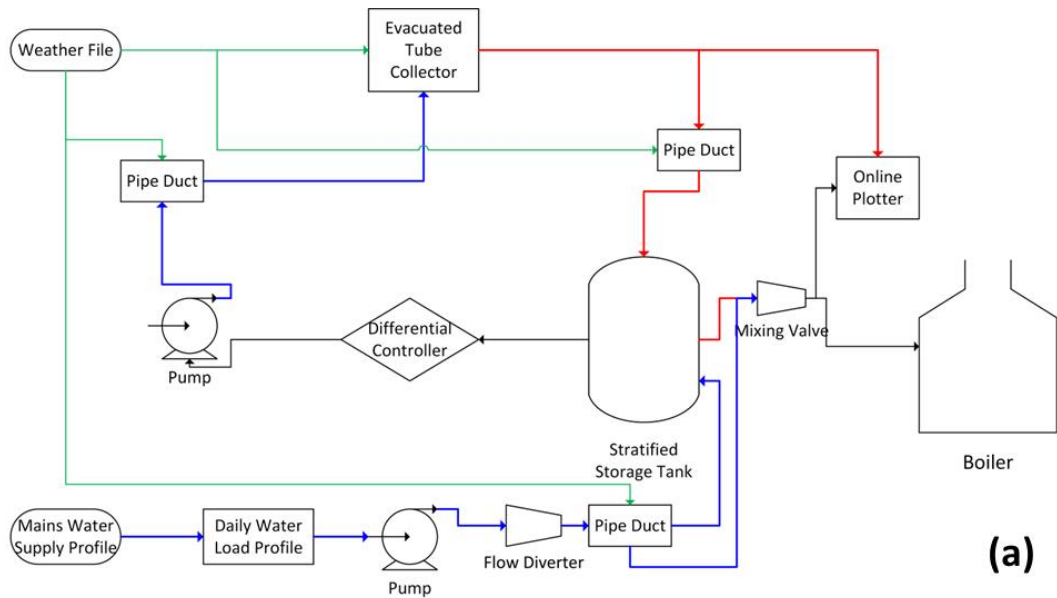 Weather File
Evacuated
Tube
Collector
Pipe Duct
Pipe Duct
Online
Plotter
Differential
Controller
Mixing Valve
Pump
Stratified
Storage Tank
Boiler
Mains Water
Supply Profile
Daily Water
Load Profile
Pipe Duct
Flow Diverter
Pump
(a)